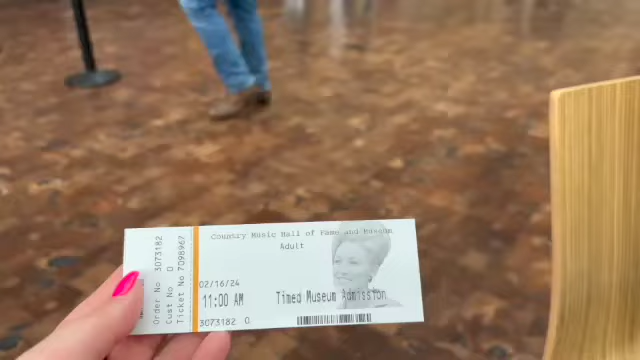 Order No 3073182
Cust No 0
Ticket No 7098967
Country Music Hall of Fame and Museum
Adult
02/16/24
11:00 AM
Timed Museum Admission
3073182 0